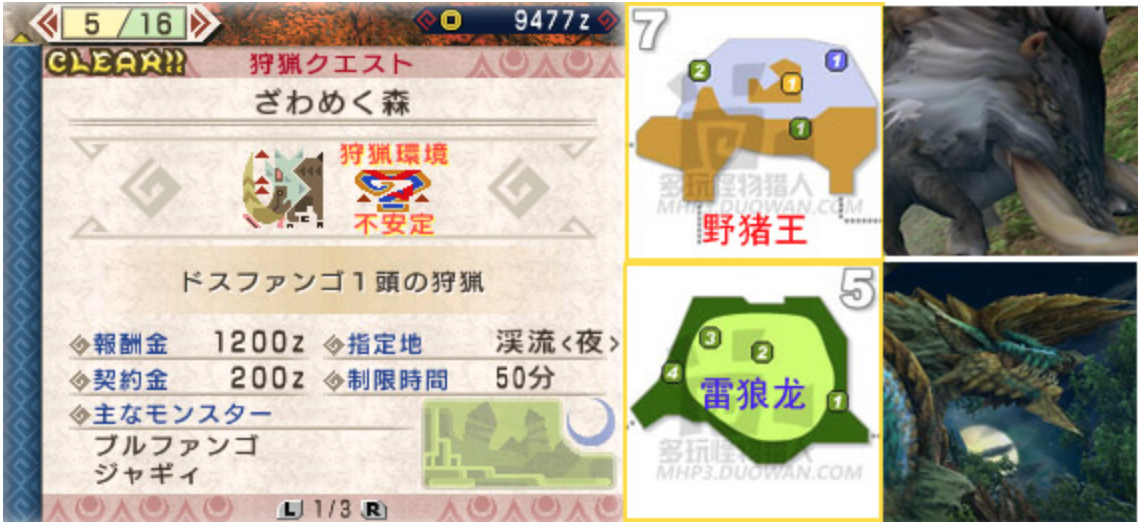 5/16
9477z
CLEAR!!
狩猟クエスト
ざわめく森
狩猟環境
不安定
ドスファンゴ1頭の狩猟
報酬金 1200z
指定地 渓流<夜>
契約金 200z
制限時間 50分
主なモンスター
ブルファンゴ
ジャギィ
L 1/3 R
7
2
1
1
1
多玩怪物猎人
MHP3.DUOWAN.COM
野猪王
5
3
2
4
雷狼龙
1
多玩怪物猎人
MHP3.DUOWAN.COM